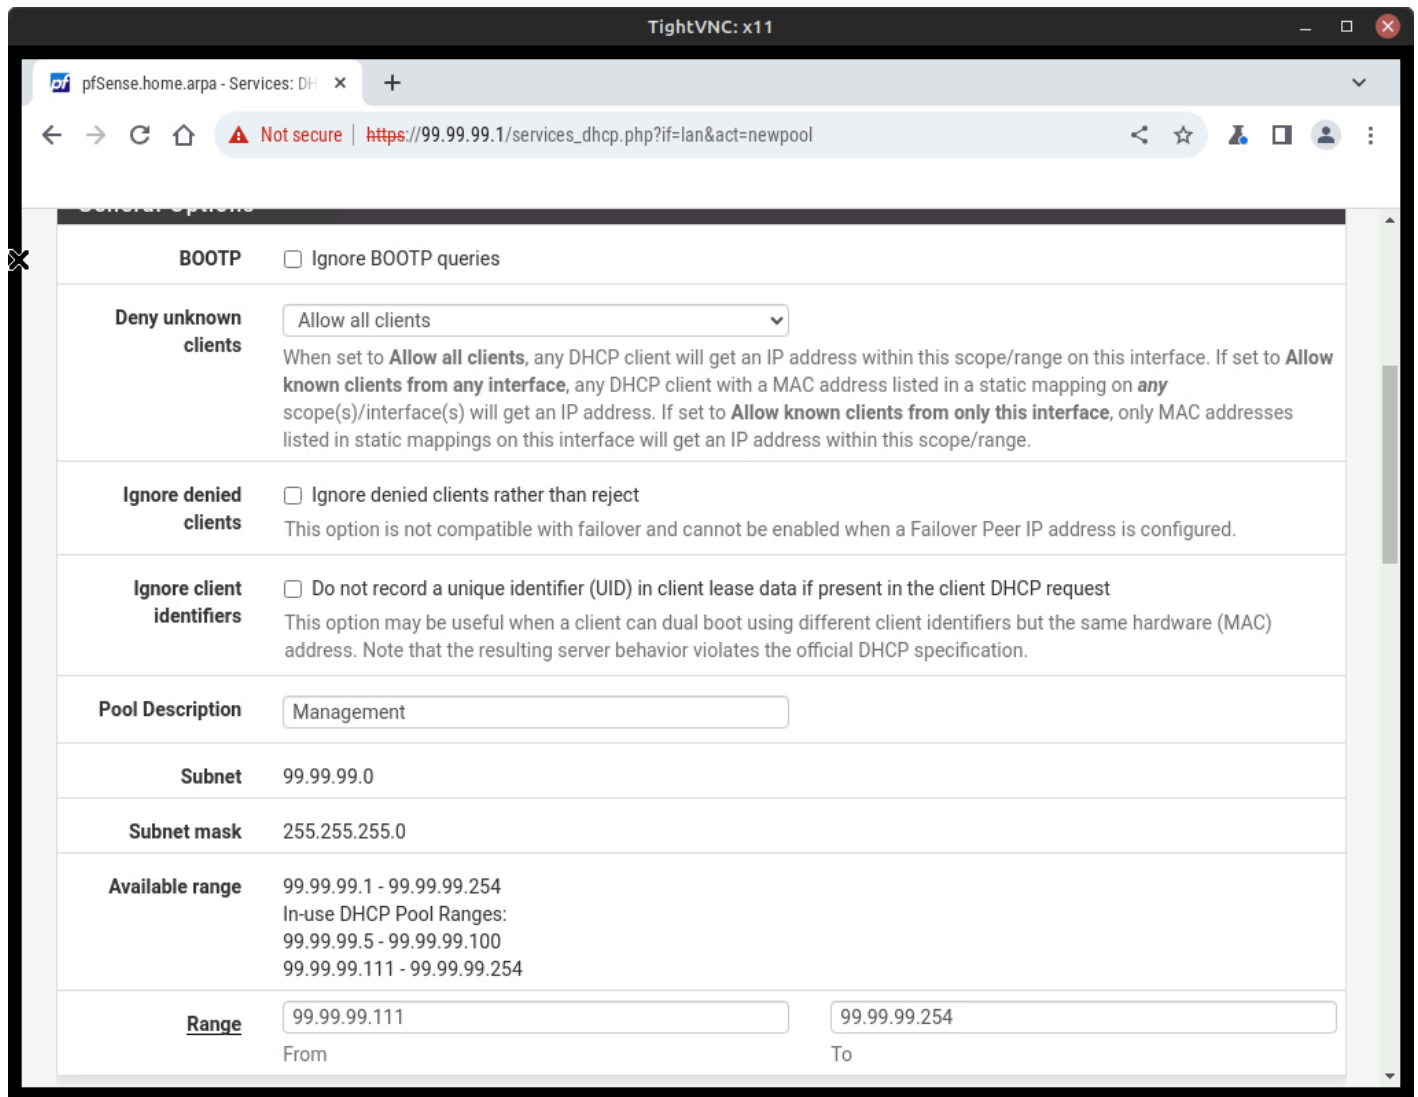 TightVNC: x11
pfSense.home.arpa - Services: DH
Not secure | https://99.99.99.1/services_dhcp.php?if=lan&act=newpool
General Options
BOOTP
Ignore BOOTP queries
Deny unknown
clients
Allow all clients
When set to Allow all clients, any DHCP client will get an IP address within this scope/range on this interface. If set to Allow
known clients from any interface, any DHCP client with a MAC address listed in a static mapping on any
scope(s)/interface(s) will get an IP address. If set to Allow known clients from only this interface, only MAC addresses
listed in static mappings on this interface will get an IP address within this scope/range.
Ignore denied
clients
Ignore denied clients rather than reject
This option is not compatible with failover and cannot be enabled when a Failover Peer IP address is configured.
Ignore client
identifiers
Do not record a unique identifier (UID) in client lease data if present in the client DHCP request
This option may be useful when a client can dual boot using different client identifiers but the same hardware (MAC)
address. Note that the resulting server behavior violates the official DHCP specification.
Pool Description
Management
Subnet
99.99.99.0
Subnet mask
255.255.255.0
Available range
99.99.99.1 - 99.99.99.254
In-use DHCP Pool Ranges:
99.99.99.5 - 99.99.99.100
99.99.99.111 - 99.99.99.254
Range
99.99.99.111
99.99.99.254
From
To